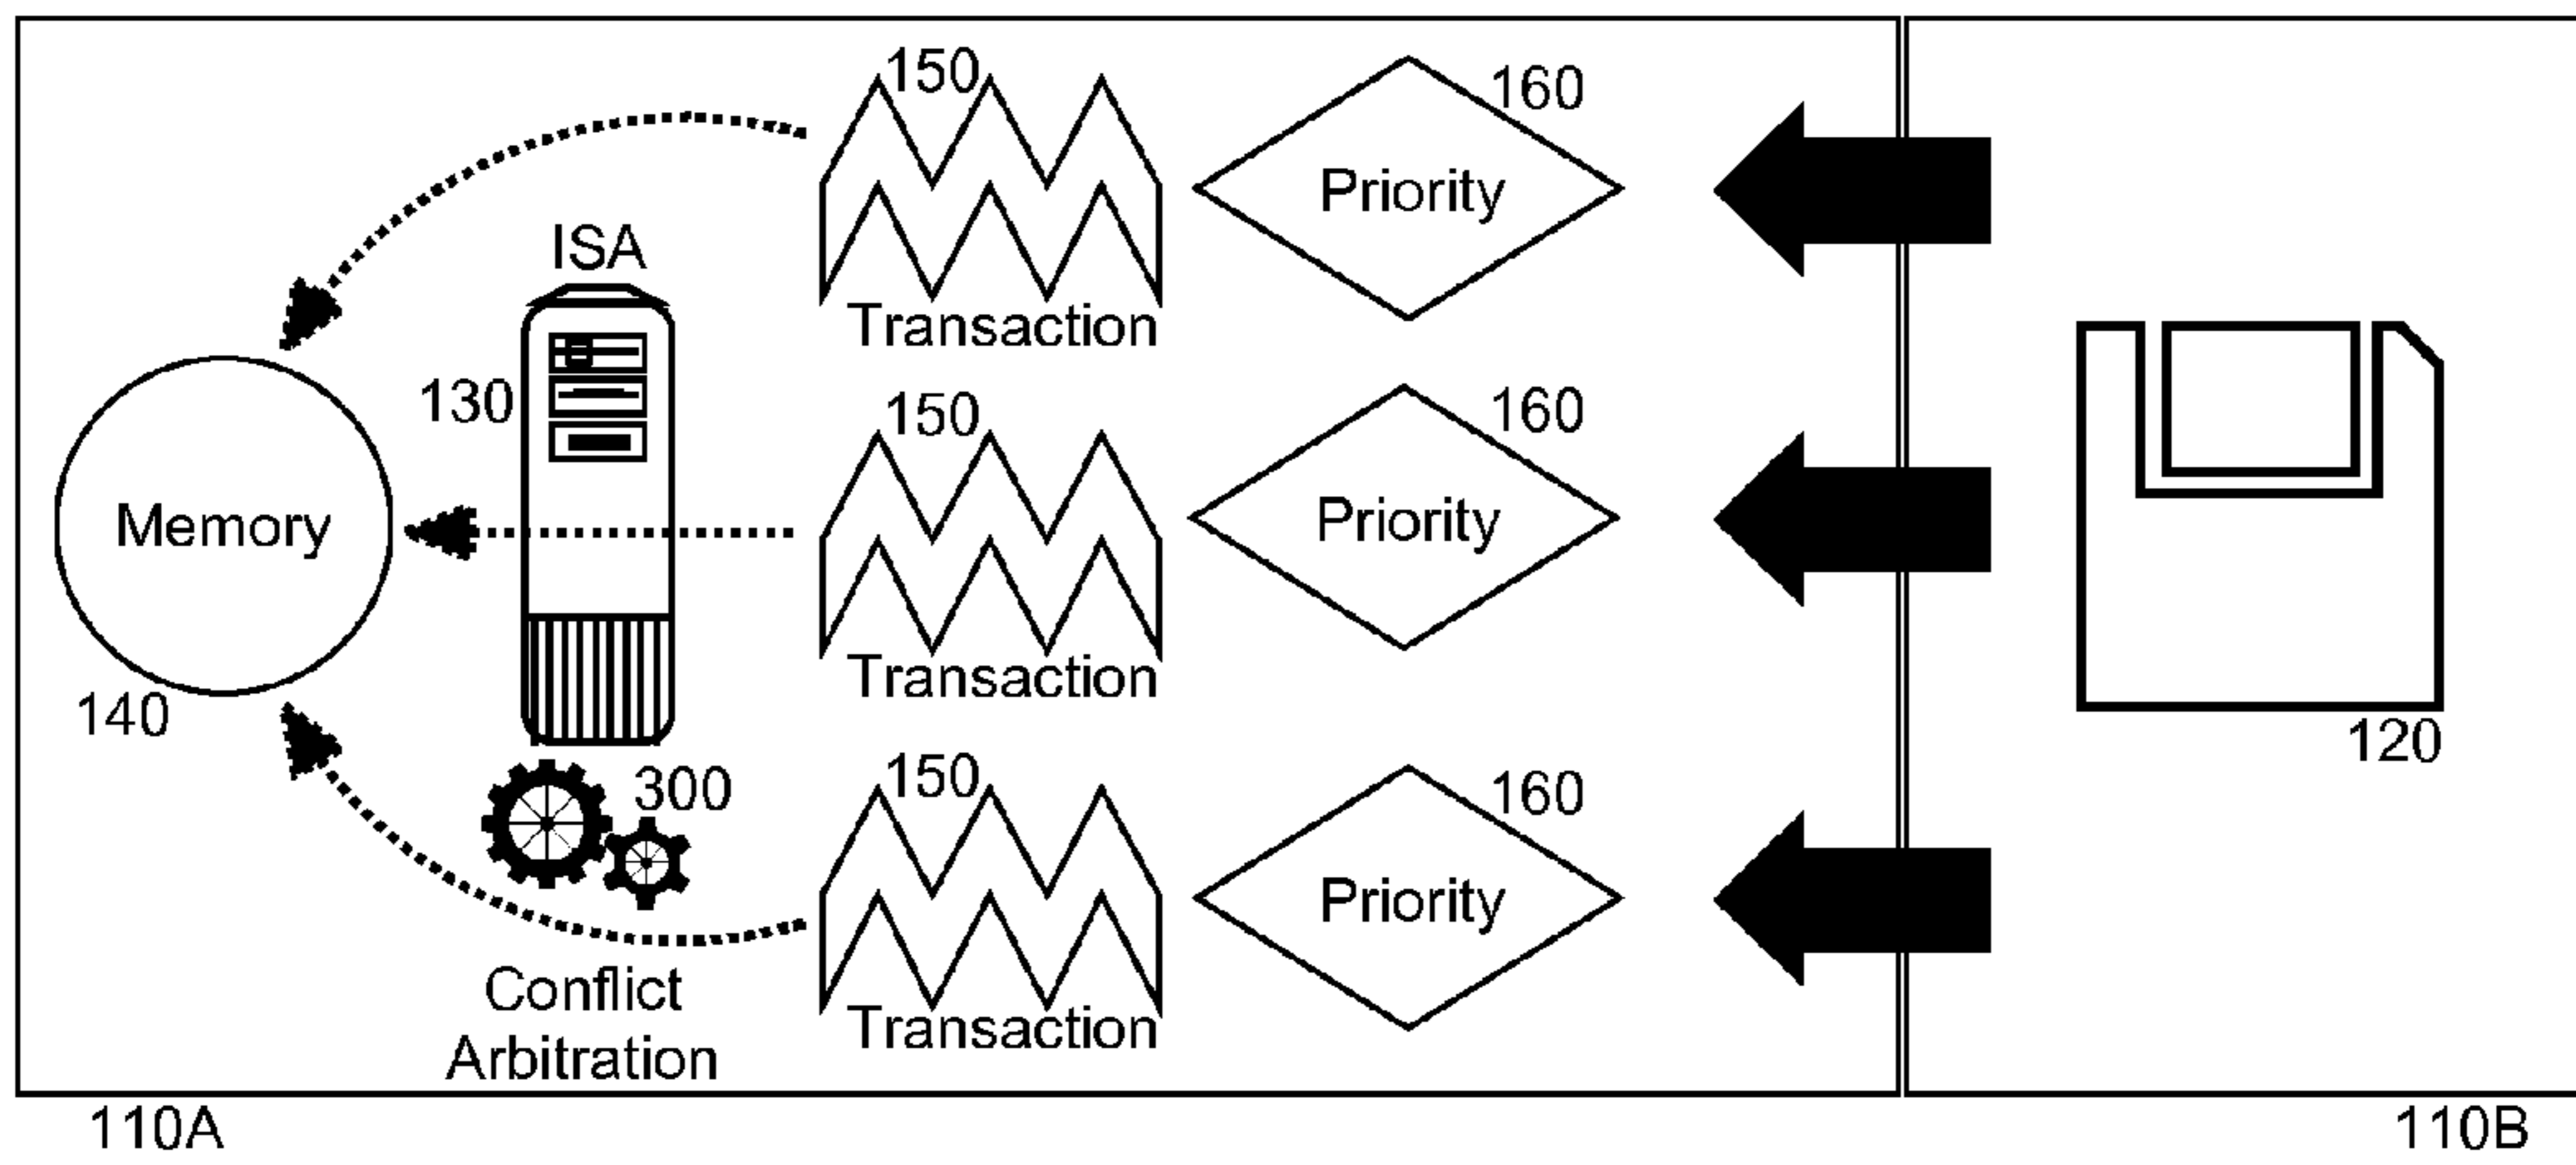 150
160
Priority
ISA
Transaction
130
150
160
Memory
Priority
Transaction
140
120
300
150
160
Priority
Conflict
Arbitration
Transaction
110A
110B